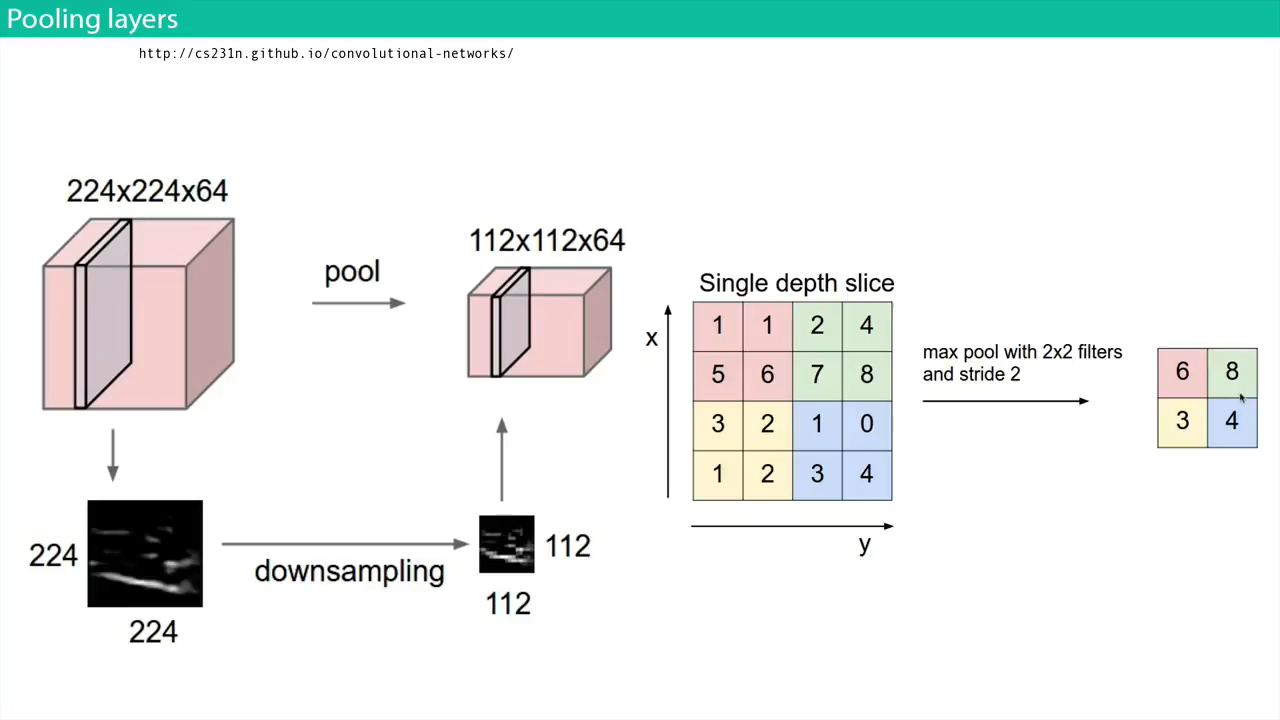 Pooling layers
http://cs231n.github.io/convolutional-networks/
224x224x64
pool
112x112x64
224
224
downsampling
112
112
Single depth slice
x
1 1 2 4
5 6 7 8
3 2 1 0
1 2 3 4
y
max pool with 2x2 filters
and stride 2
6 8
3 4